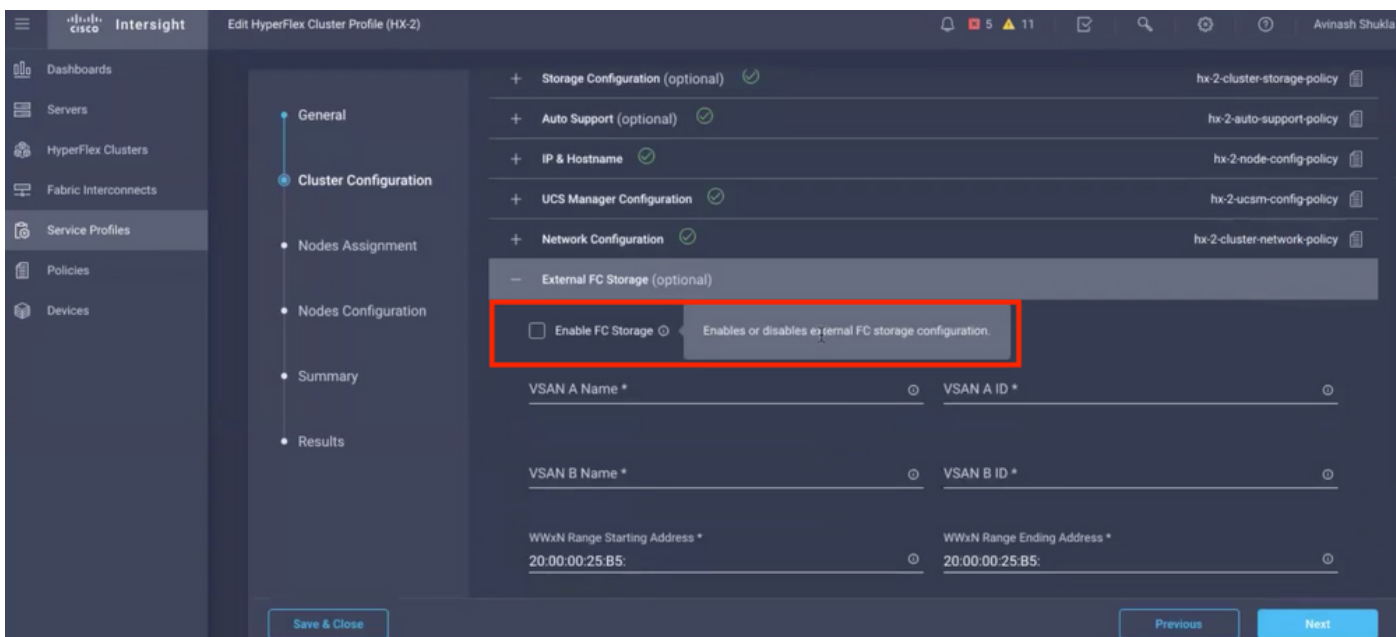 cisco Intersight
Edit HyperFlex Cluster Profile (HX-2)
5 11
Avinash Shukla
Dashboards
Servers
HyperFlex Clusters
Fabric Interconnects
Service Profiles
Policies
Devices
General
Cluster Configuration
Nodes Assignment
Nodes Configuration
Summary
Results
Storage Configuration (optional) hx-2-cluster-storage-policy
Auto Support (optional) hx-2-auto-support-policy
IP & Hostname hx-2-node-config-policy
UCS Manager Configuration hx-2-ucsm-config-policy
Network Configuration hx-2-cluster-network-policy
External FC Storage (optional)
Enable FC Storage Enables or disables external FC storage configuration.
VSAN A Name * VSAN A ID *
VSAN B Name * VSAN B ID *
WWxN Range Starting Address * WWxN Range Ending Address *
20:00:00:25:B5: 20:00:00:25:B5:
Save & Close Previous Next